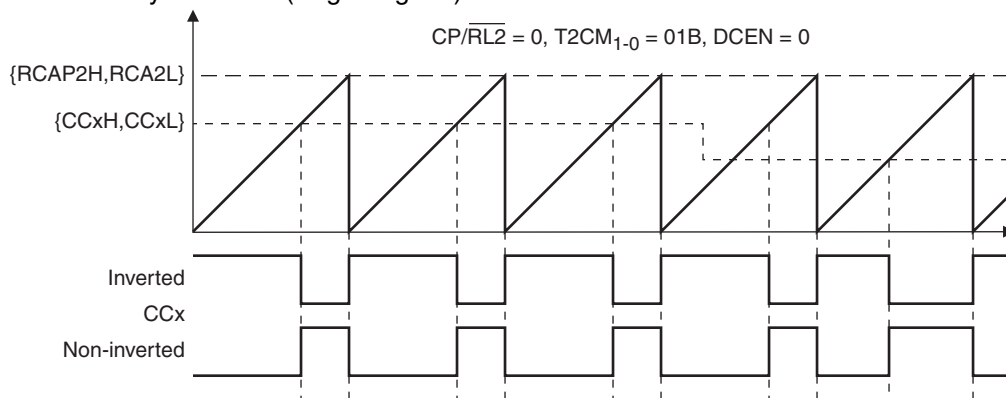 CP/RL2 = 0, T2CM1-0 = 01B, DCEN = 0
{RCAP2H,RCA2L}
{CCxH,CCxL}
Inverted
CCx
Non-inverted